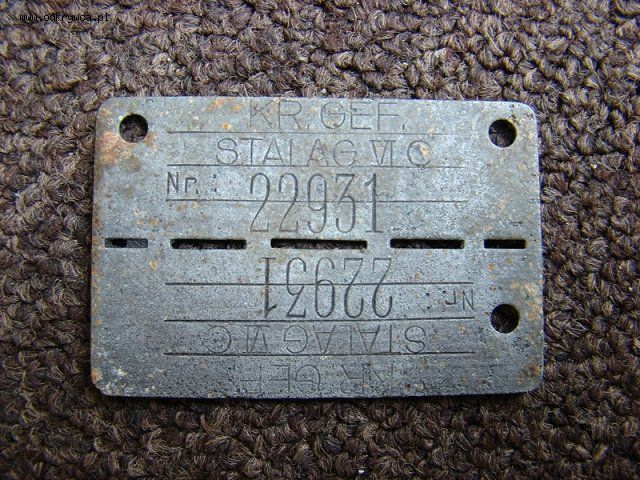 www.odkrywca.pl
KR. GEF.
STALAG VI C
Nr. 22931
Nr. 22931
STALAG VI C
KR. GEF.